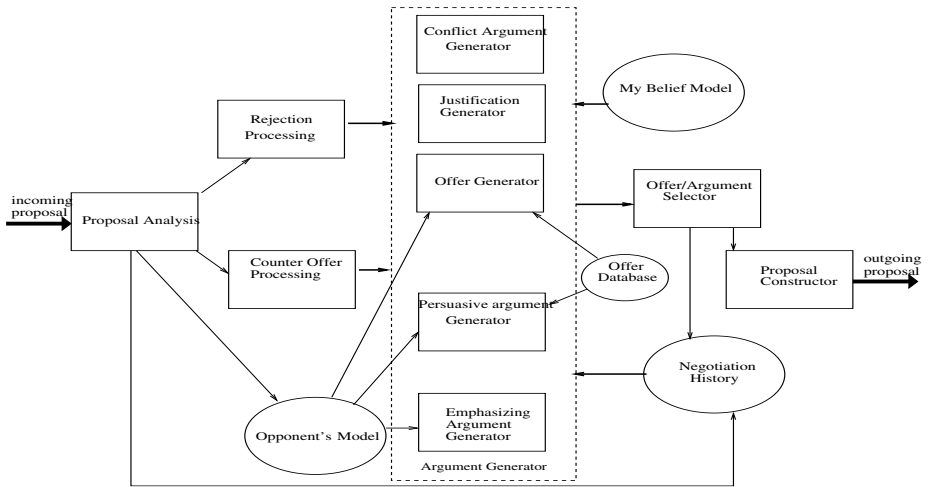 Conflict Argument
Generator
Justification
Generator
My Belief Model
Rejection
Processing
Offer Generator
Offer/Argument
Selector
incoming
proposal
Proposal Analysis
Counter Offer
Processing
Offer
Database
Proposal
Constructor
outgoing
proposal
Persuasive argument
Generator
Negotiation
History
Opponent's Model
Emphasizing
Argument
Generator
Argument Generator